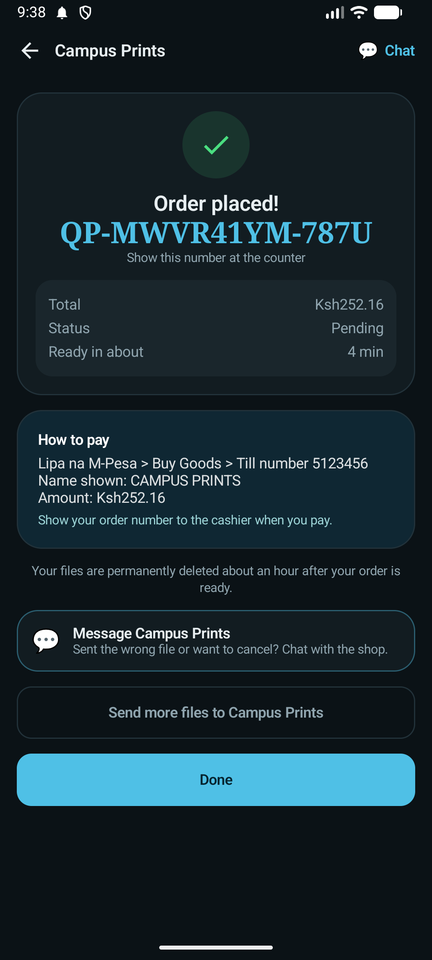 9:38
Campus Prints
Chat
Order placed!
QP-MWVR41YM-787U
Show this number at the counter
Total Ksh252.16
Status Pending
Ready in about 4 min
How to pay
Lipa na M-Pesa > Buy Goods > Till number 5123456
Name shown: CAMPUS PRINTS
Amount: Ksh252.16
Show your order number to the cashier when you pay.
Your files are permanently deleted about an hour after your order is
ready.
Message Campus Prints
Sent the wrong file or want to cancel? Chat with the shop.
Send more files to Campus Prints
Done